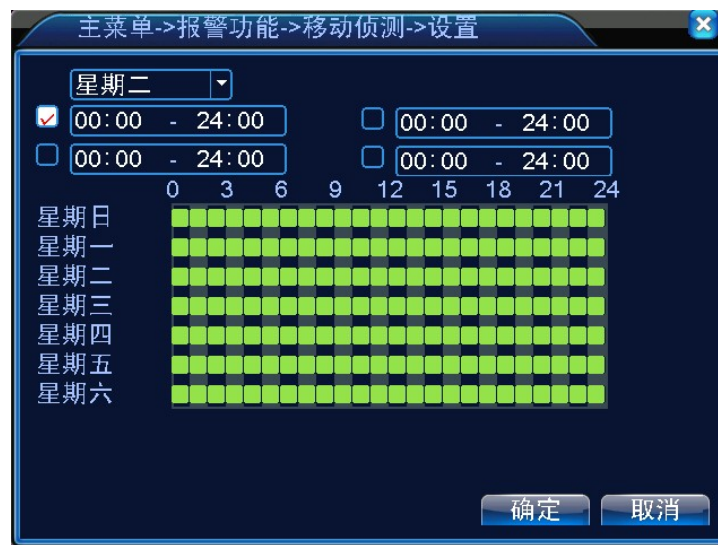 主菜单->报警功能->移动侦测->设置
星期二
00:00 - 24:00 00:00 - 24:00
00:00 - 24:00 00:00 - 24:00
0 3 6 9 12 15 18 21 24
星期日
星期一
星期二
星期三
星期四
星期五
星期六
确定 取消